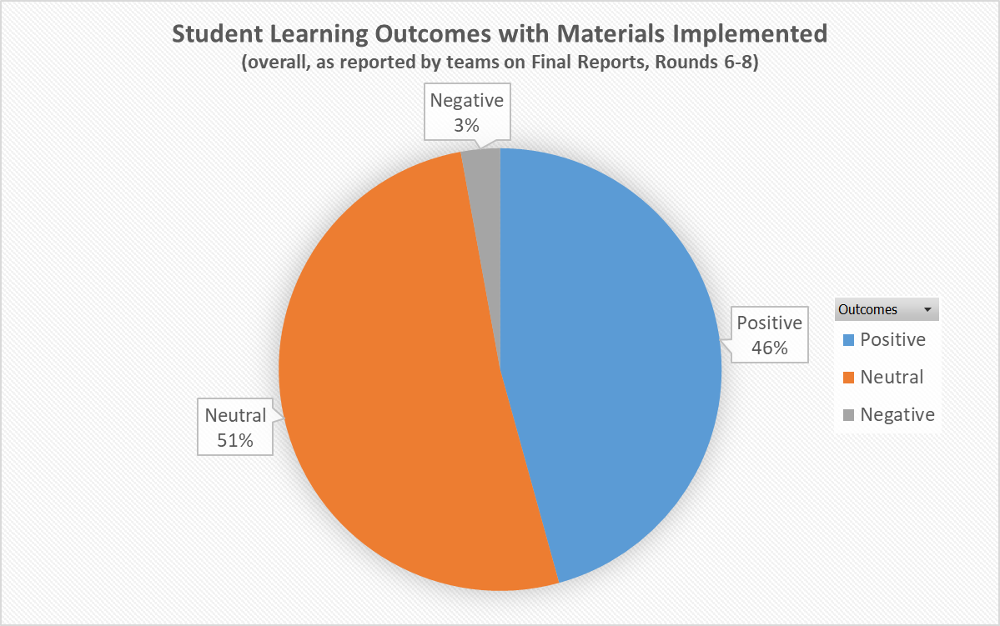 Student Learning Outcomes with Materials Implemented
(overall, as reported by teams on Final Reports, Rounds 6-8)
Negative
3%
Positive
46%
Neutral
51%
Outcomes
Positive
Neutral
Negative